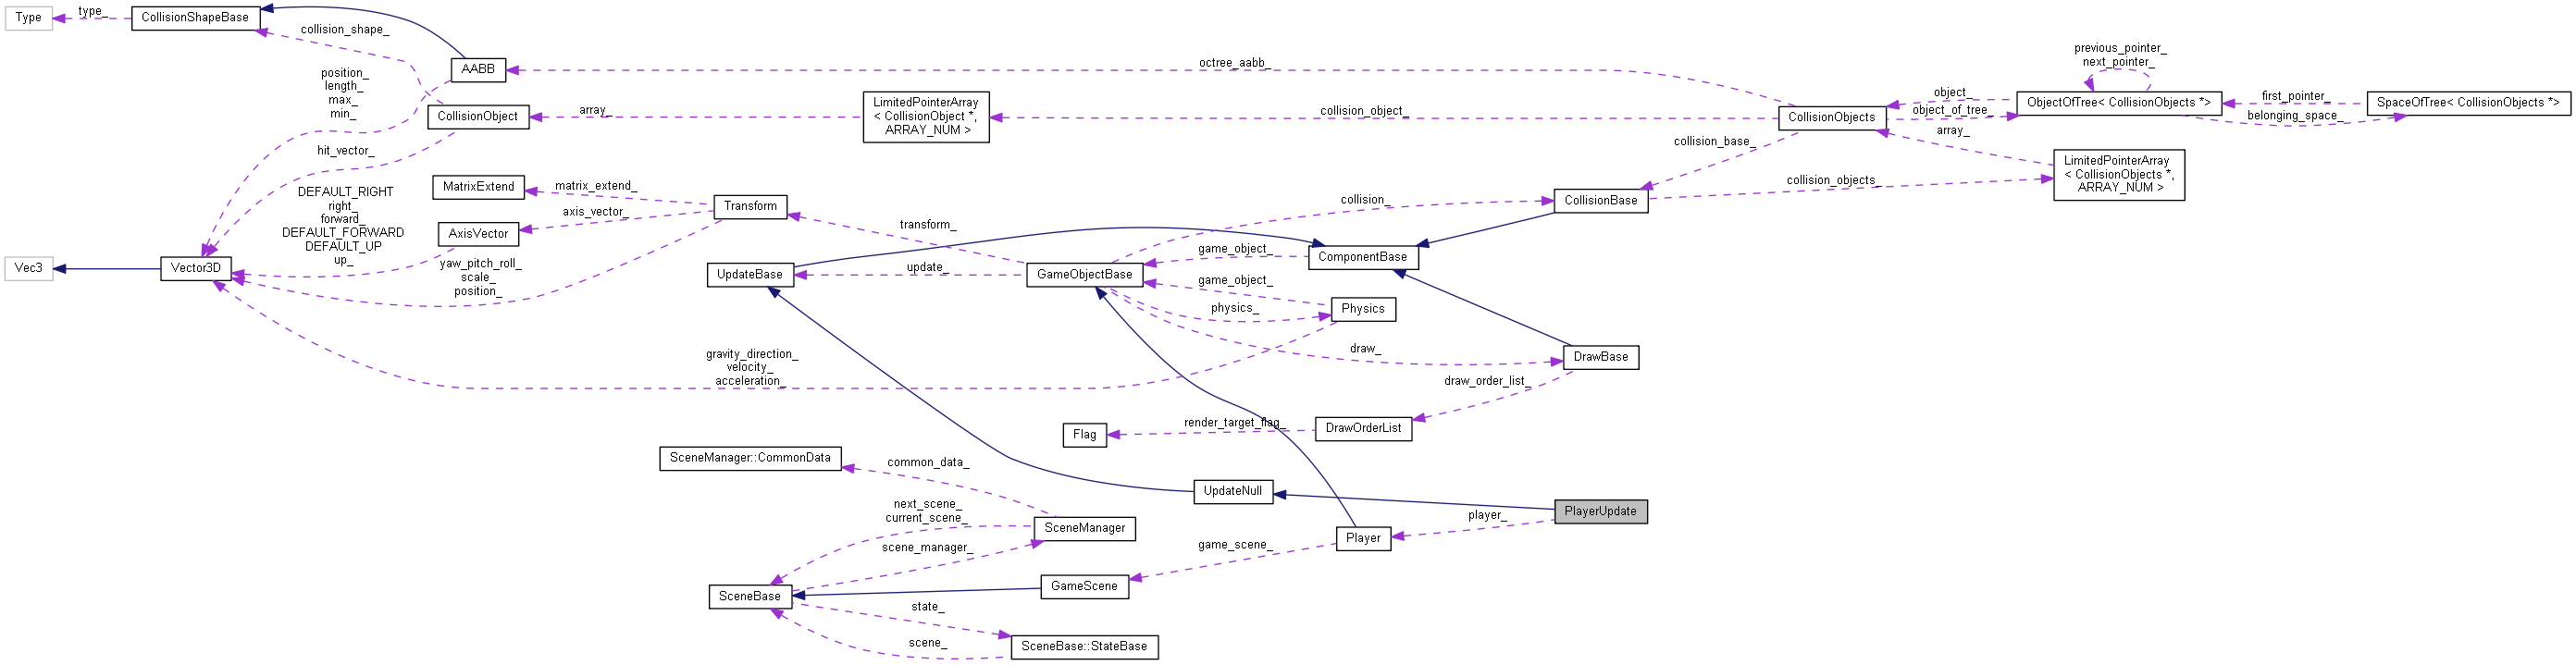 Type
type_
CollisionShapeBase
collision_shape_
AABB
position_
length_
max_
min_
CollisionObject
hit_vector_
array_
LimitedPointerArray
< CollisionObject *,
ARRAY_NUM >
octree_aabb_
collision_object_
CollisionObjects
object_
object_of_tree_
array_
previous_pointer_
next_pointer_
ObjectOfTree< CollisionObjects *>
first_pointer_
belonging_space_
SpaceOfTree< CollisionObjects *>
LimitedPointerArray
< CollisionObjects *,
ARRAY_NUM >
collision_base_
collision_objects_
CollisionBase
collision_
MatrixExtend
matrix_extend_
Transform
axis_vector_
AxisVector
transform_
DEFAULT_RIGHT
right_
forward_
DEFAULT_FORWARD
DEFAULT_UP
up_
Vec3
Vector3D
yaw_pitch_roll_
scale_
position_
UpdateBase
update_
GameObjectBase
game_object_
ComponentBase
game_object_
physics_
Physics
draw_
DrawBase
gravity_direction_
velocity_
acceleration_
draw_order_list_
Flag
render_target_flag_
DrawOrderList
SceneManager::CommonData
common_data_
UpdateNull
PlayerUpdate
player_
next_scene_
current_scene_
SceneManager
scene_manager_
Player
game_scene_
GameScene
SceneBase
state_
scene_
SceneBase::StateBase